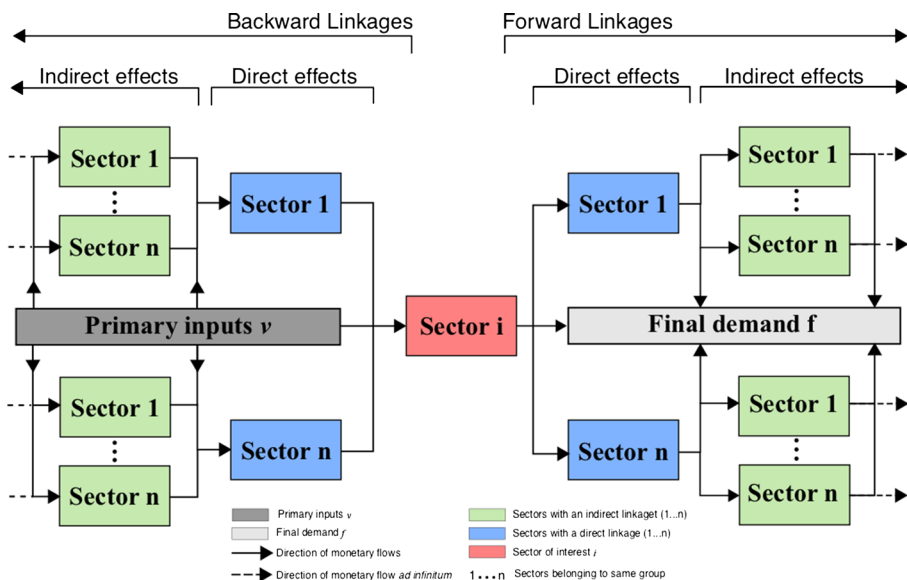 Backward Linkages
Forward Linkages
Indirect effects
Direct effects
Direct effects
Indirect effects
Sector 1
Sector n
Sector 1
Sector 1
Sector 1
Sector n
Primary inputs v
Sector i
Final demand f
Sector 1
Sector n
Sector n
Sector n
Sector 1
Sector n
Primary inputs v
Final demand f
Direction of monetary flows
Direction of monetary flow ad infinitum
Sectors with an indirect linkaget (1...n)
Sectors with a direct linkage (1...n)
Sector of interest i
1...n Sectors belonging to same group